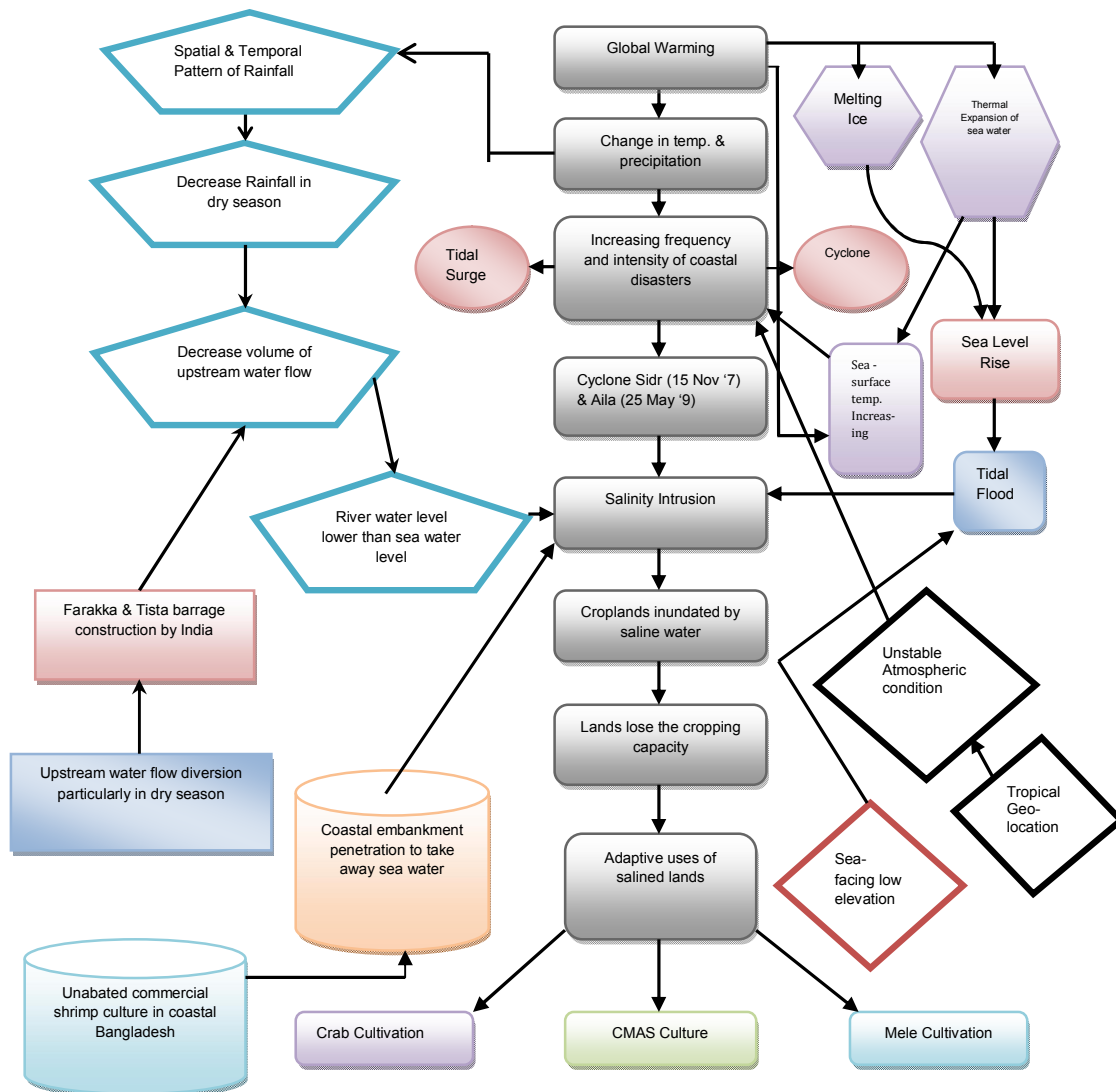 Spatial & Temporal
Pattern of Rainfall
Global Warming
Melting
Ice
Thermal
Expansion of
sea water
Change in temp. &
precipitation
Decrease Rainfall in
dry season
Tidal
Surge
Increasing frequency
and intensity of coastal
disasters
Cyclone
Decrease volume of
upstream water flow
Cyclone Sidr (15 Nov ‘7)
& Aila (25 May ‘9)
Sea -
surface
temp.
Increas-
ing
Sea Level
Rise
River water level
lower than sea water
level
Salinity Intrusion
Tidal
Flood
Farakka & Tista barrage
construction by India
Croplands inundated by
saline water
Unstable
Atmospheric
condition
Upstream water flow diversion
particularly in dry season
Lands lose the cropping
capacity
Tropical
Geo-
location
Coastal embankment
penetration to take
away sea water
Adaptive uses of
salined lands
Sea-
facing low
elevation
Unabated commercial
shrimp culture in coastal
Bangladesh
Crab Cultivation
CMAS Culture
Mele Cultivation